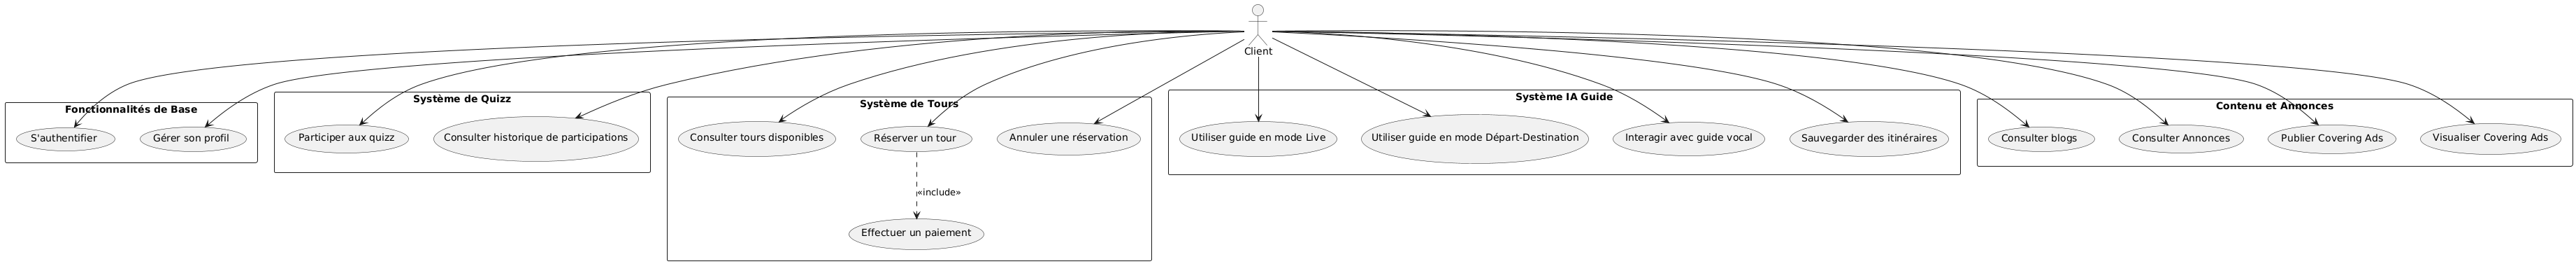 Client
Fonctionnalités de Base
S'authentifier
Gérer son profil
Système de Quizz
Participer aux quizz
Consulter historique de participations
Système de Tours
Consulter tours disponibles
Réserver un tour
Annuler une réservation
«include»
Effectuer un paiement
Système IA Guide
Utiliser guide en mode Live
Utiliser guide en mode Départ-Destination
Interagir avec guide vocal
Sauvegarder des itinéraires
Contenu et Annonces
Consulter blogs
Consulter Annonces
Publier Covering Ads
Visualiser Covering Ads